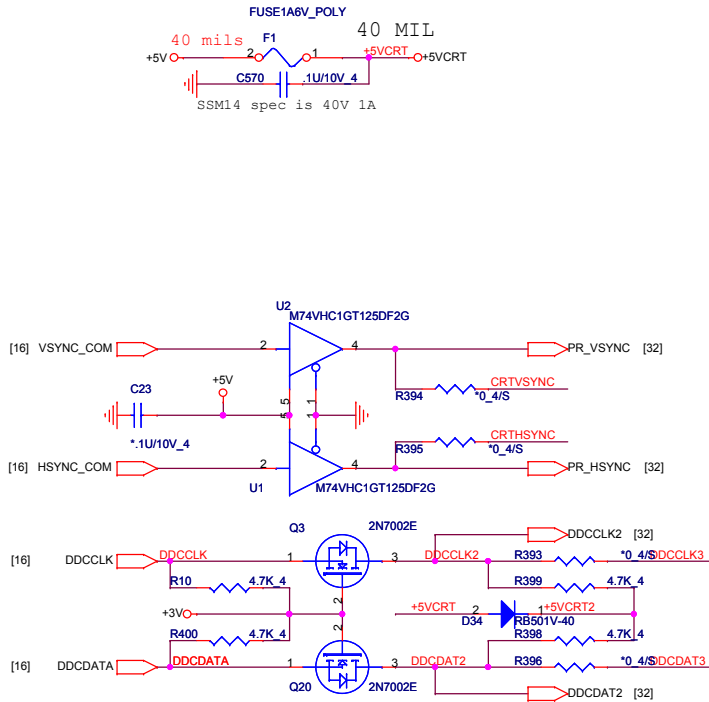 FUSE1A6V_POLY
40 mils F1 40 MIL
+5V 2 1 +5VCRT +5VCRT
C570 .1U/10V_4
SSM14 spec is 40V 1A
U2
M74VHC1GT125DF2G
[16] VSYNC_COM 2 4 PR_VSYNC [32]
+5V CRTVSYNC
C23 R394 *0_4/S
5 1
5 1
*.1U/10V_4 CRTHSYNC
R395 *0_4/S
[16] HSYNC_COM 2 4 PR_HSYNC [32]
U1 M74VHC1GT125DF2G
Q3 2N7002E
DDCCLK2 [32]
[16] DDCCLK DDCCLK 1 3 DDCCLK2 R393 *0_4/S DDCCLK3
R10 4.7K_4 R399 4.7K_4
2
+3V +5VCRT 2 1 +5VCRT2
D34 RB501V-40
2
R400 4.7K_4 R398 4.7K_4
[16] DDCDATA DDCDATA 1 3 DDCDAT2 R396 *0_4/S DDCDAT3
Q20 2N7002E
DDCDAT2 [32]